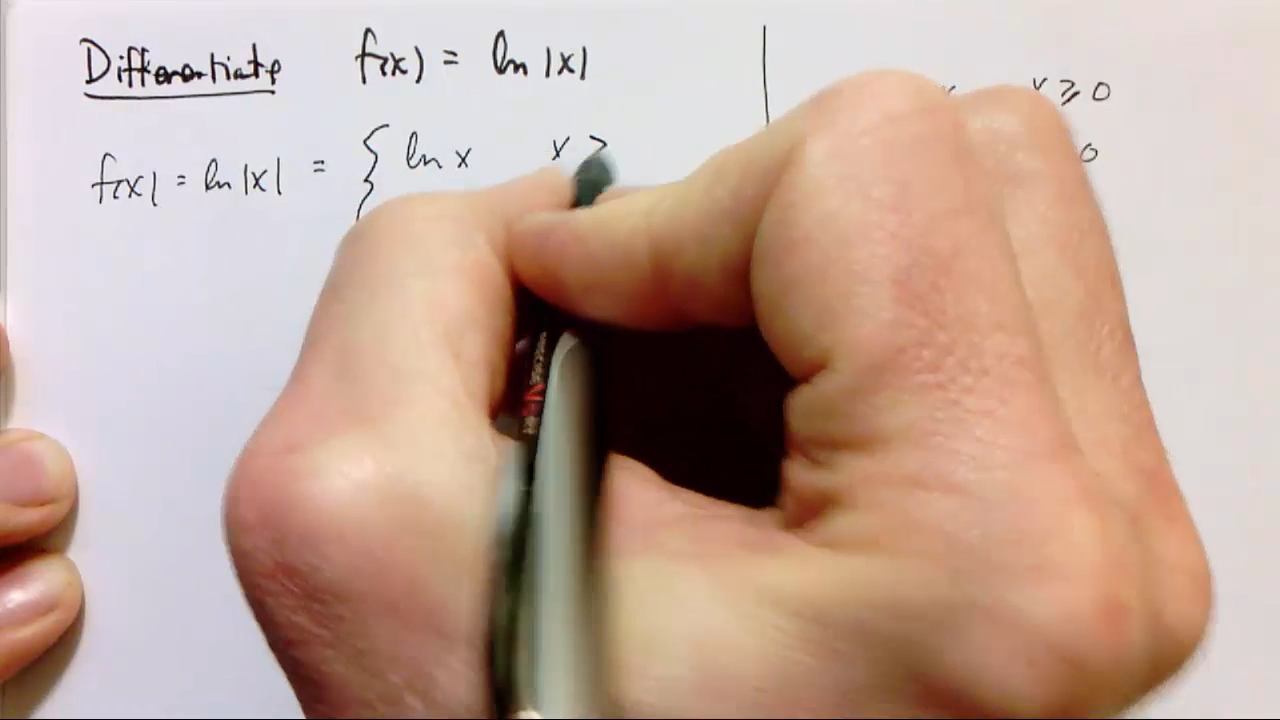 Differentiate f(x) = ln |x|
f(x) = ln |x| = { ln x x >
x ≥ 0
0